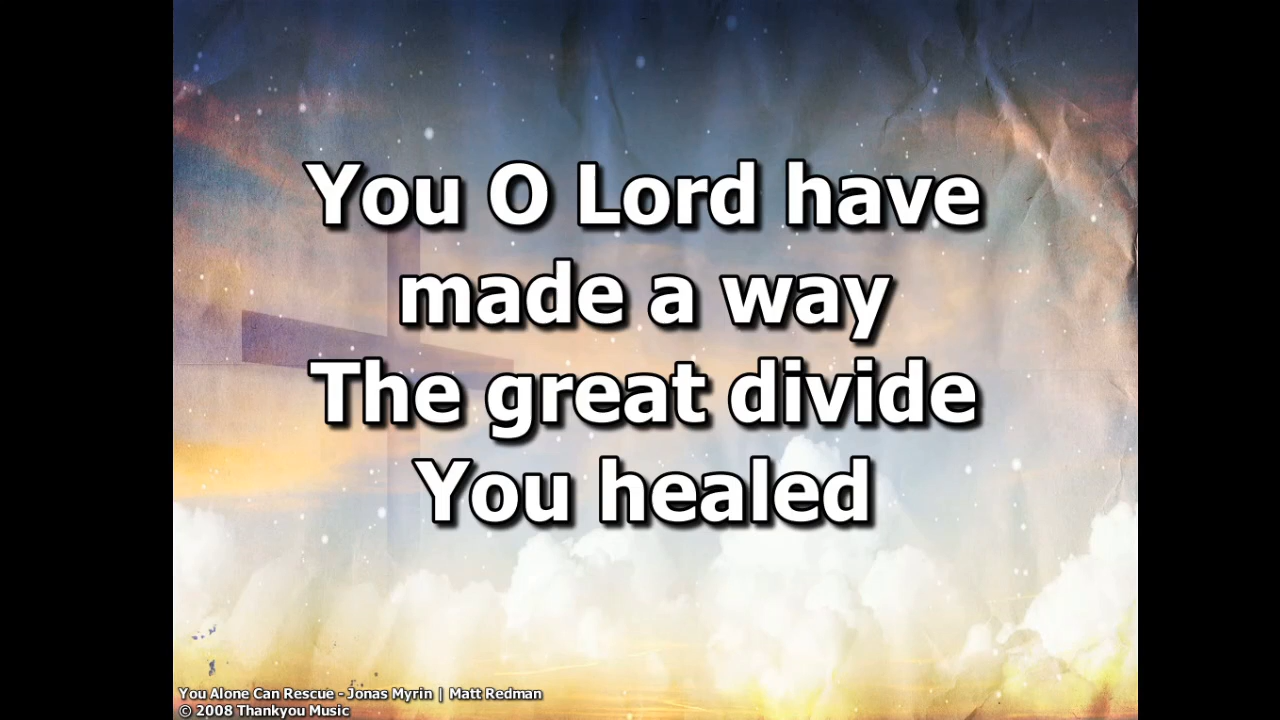 You O Lord have
made a way
The great divide
You healed
You Alone Can Rescue - Jonas Myrin | Matt Redman
© 2008 Thankyou Music